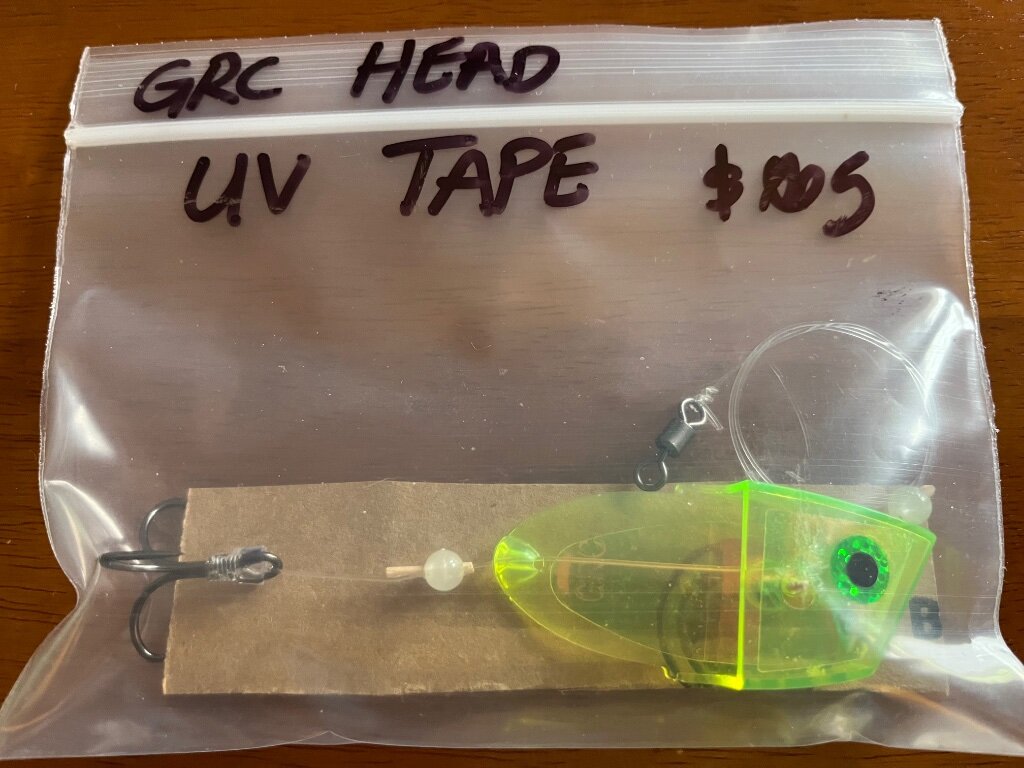 GRC HEAD
UV TAPE $
B